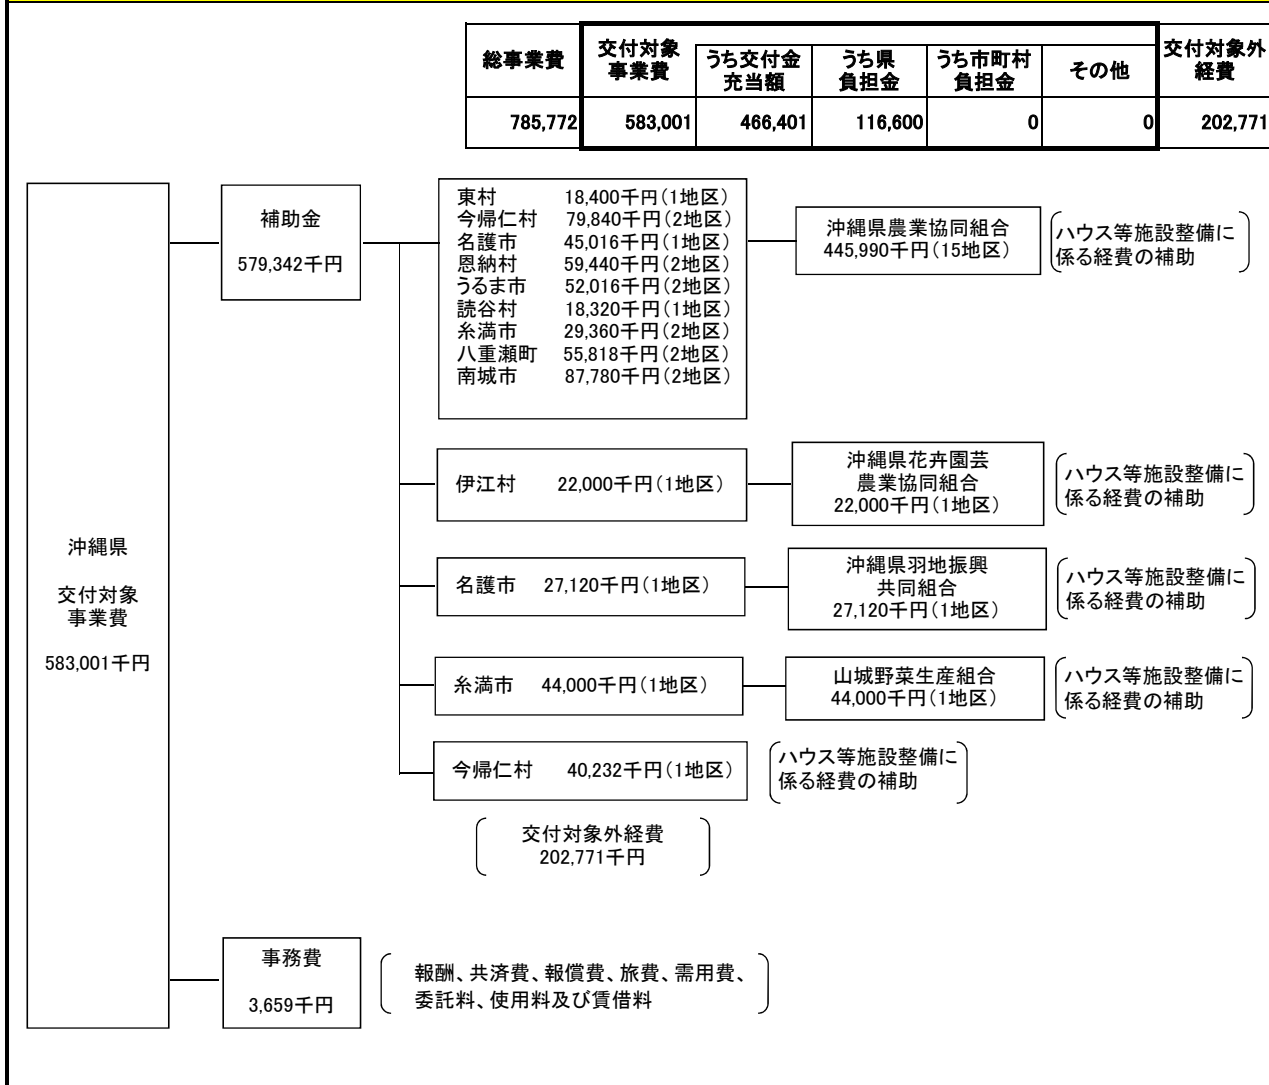 総事業費
交付対象
事業費
うち交付金
充当額
うち県
負担金
うち市町村
負担金
その他
交付対象外
経費
785,772 583,001 466,401 116,600 0 0 202,771
沖縄県
交付対象
事業費
583,001千円
補助金
579,342千円
東村 18,400千円(1地区)
今帰仁村 79,840千円(2地区)
名護市 45,016千円(1地区)
恩納村 59,440千円(2地区)
うるま市 52,016千円(2地区)
読谷村 18,320千円(1地区)
糸満市 29,360千円(2地区)
八重瀬町 55,818千円(2地区)
南城市 87,780千円(2地区)
沖縄県農業協同組合
445,990千円(15地区)
ハウス等施設整備に
係る経費の補助
伊江村 22,000千円(1地区)
沖縄県花卉園芸
農業協同組合
22,000千円(1地区)
ハウス等施設整備に
係る経費の補助
名護市 27,120千円(1地区)
沖縄県羽地振興
共同組合
27,120千円(1地区)
ハウス等施設整備に
係る経費の補助
糸満市 44,000千円(1地区)
山城野菜生産組合
44,000千円(1地区)
ハウス等施設整備に
係る経費の補助
今帰仁村 40,232千円(1地区)
ハウス等施設整備に
係る経費の補助
交付対象外経費
202,771千円
事務費
3,659千円
報酬、共済費、報償費、旅費、需用費、
委託料、使用料及び賃借料